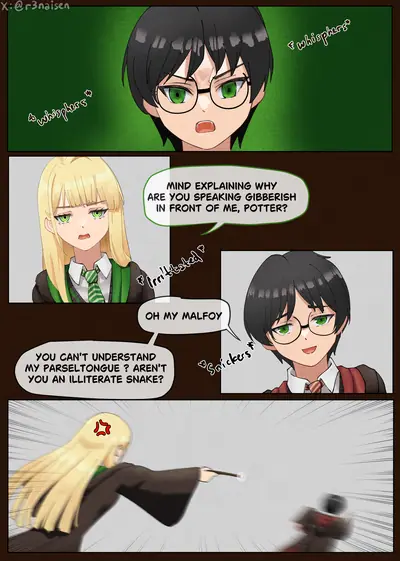 X:@r3naisen
*whispers*
*whispers*
MIND EXPLAINING WHY
ARE YOU SPEAKING GIBBERISH
IN FRONT OF ME, POTTER?
*Irritated*
OH MY MALFOY
*Snickers*
YOU CAN'T UNDERSTAND
MY PARSELTONGUE ? AREN'T
YOU AN ILLITERATE SNAKE?